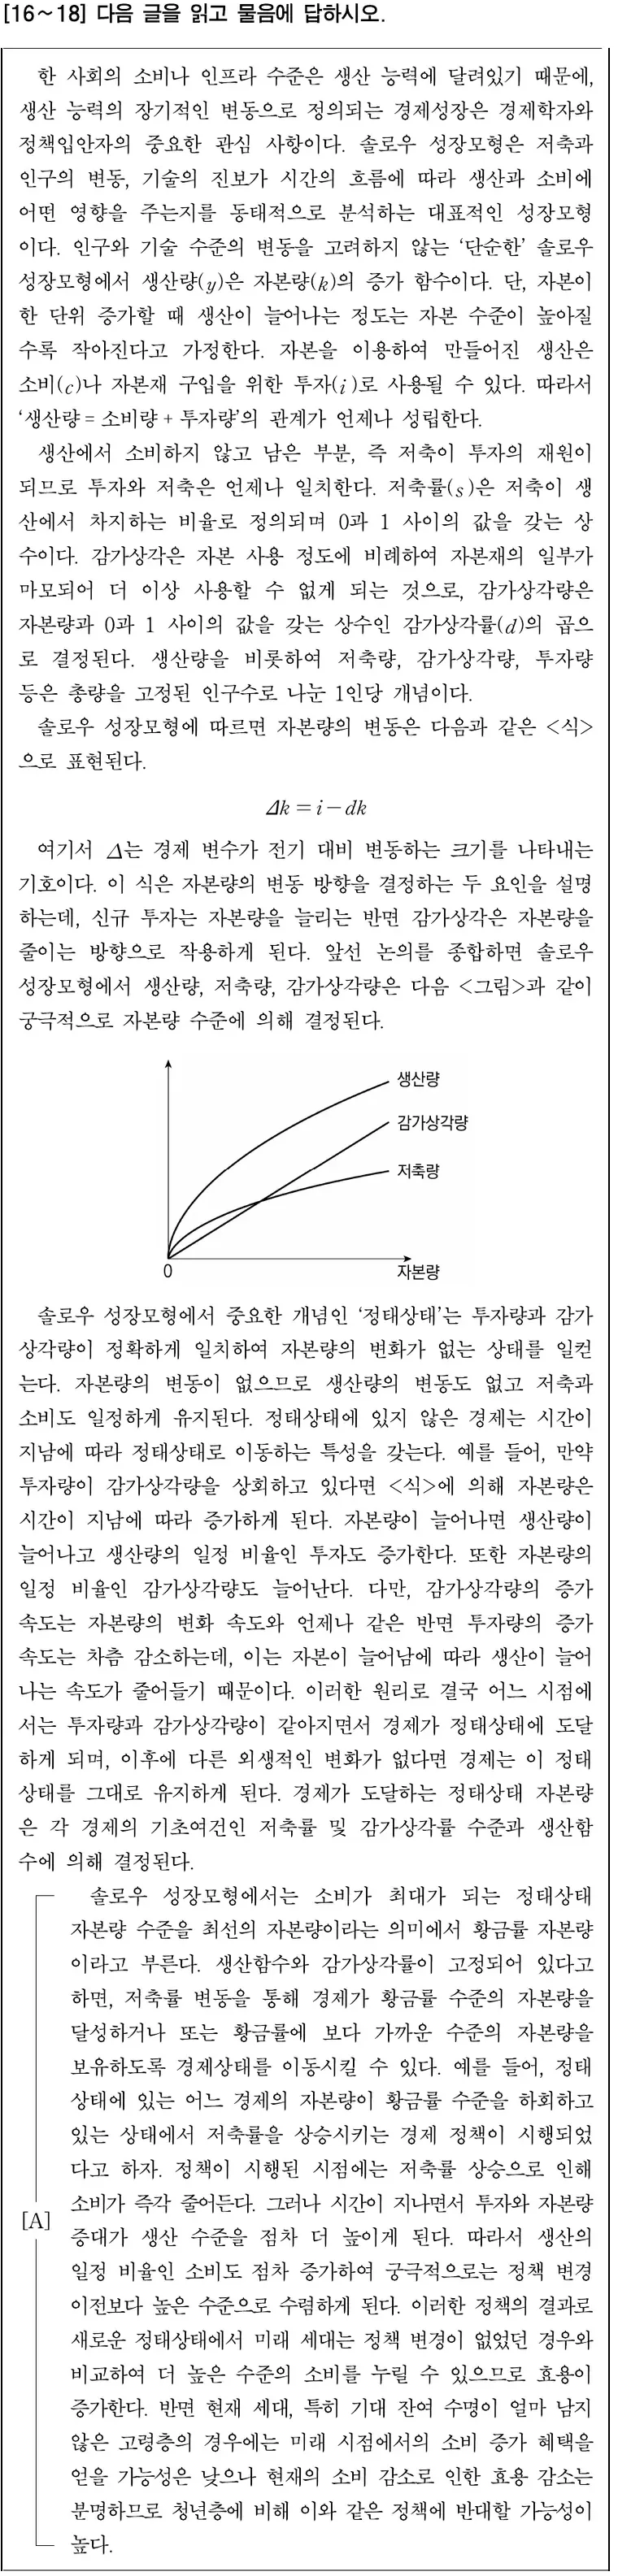 [16～18] 다음 글을 읽고 물음에 답하시오.
한 사회의 소비나 인프라 수준은 생산 능력에 달려있기 때문에,
생산 능력의 장기적인 변동으로 정의되는 경제성장은 경제학자와
정책입안자의 중요한 관심 사항이다. 솔로우 성장모형은 저축과
인구의 변동, 기술의 진보가 시간의 흐름에 따라 생산과 소비에
어떤 영향을 주는지를 동태적으로 분석하는 대표적인 성장모형
이다. 인구와 기술 수준의 변동을 고려하지 않는 ‘단순한’ 솔로우
성장모형에서 생산량(y)은 자본량(k)의 증가 함수이다. 단, 자본이
한 단위 증가할 때 생산이 늘어나는 정도는 자본 수준이 높아질
수록 작아진다고 가정한다. 자본을 이용하여 만들어진 생산은
소비(c)나 자본재 구입을 위한 투자(i)로 사용될 수 있다. 따라서
‘생산량 = 소비량 + 투자량’의 관계가 언제나 성립한다.
생산에서 소비하지 않고 남은 부분, 즉 저축이 투자의 재원이
되므로 투자와 저축은 언제나 일치한다. 저축률(s)은 저축이 생
산에서 차지하는 비율로 정의되며 0과 1 사이의 값을 갖는 상
수이다. 감가상각은 자본 사용 정도에 비례하여 자본재의 일부가
마모되어 더 이상 사용할 수 없게 되는 것으로, 감가상각량은
자본량과 0과 1 사이의 값을 갖는 상수인 감가상각률(d)의 곱으
로 결정된다. 생산량을 비롯하여 저축량, 감가상각량, 투자량
등은 총량을 고정된 인구수로 나눈 1인당 개념이다.
솔로우 성장모형에 따르면 자본량의 변동은 다음과 같은 <식>
으로 표현된다.
Δk = i − dk
여기서 Δ는 경제 변수가 전기 대비 변동하는 크기를 나타내는
기호이다. 이 식은 자본량의 변동 방향을 결정하는 두 요인을 설명
하는데, 신규 투자는 자본량을 늘리는 반면 감가상각은 자본량을
줄이는 방향으로 작용하게 된다. 앞선 논의를 종합하면 솔로우
성장모형에서 생산량, 저축량, 감가상각량은 다음 <그림>과 같이
궁극적으로 자본량 수준에 의해 결정된다.
생산량
감가상각량
저축량
0
자본량
솔로우 성장모형에서 중요한 개념인 ‘정태상태’는 투자량과 감가
상각량이 정확하게 일치하여 자본량의 변화가 없는 상태를 일컫
는다. 자본량의 변동이 없으므로 생산량의 변동도 없고 저축과
소비도 일정하게 유지된다. 정태상태에 있지 않은 경제는 시간이
지남에 따라 정태상태로 이동하는 특성을 갖는다. 예를 들어, 만약
투자량이 감가상각량을 상회하고 있다면 <식>에 의해 자본량은
시간이 지남에 따라 증가하게 된다. 자본량이 늘어나면 생산량이
늘어나고 생산량의 일정 비율인 투자도 증가한다. 또한 자본량의
일정 비율인 감가상각량도 늘어난다. 다만, 감가상각량의 증가
속도는 자본량의 변화 속도와 언제나 같은 반면 투자량의 증가
속도는 차츰 감소하는데, 이는 자본이 늘어남에 따라 생산이 늘어
나는 속도가 줄어들기 때문이다. 이러한 원리로 결국 어느 시점에
서는 투자량과 감가상각량이 같아지면서 경제가 정태상태에 도달
하게 되며, 이후에 다른 외생적인 변화가 없다면 경제는 이 정태
상태를 그대로 유지하게 된다. 경제가 도달하는 정태상태 자본량
은 각 경제의 기초여건인 저축률 및 감가상각률 수준과 생산함
수에 의해 결정된다.
솔로우 성장모형에서는 소비가 최대가 되는 정태상태
자본량 수준을 최선의 자본량이라는 의미에서 황금률 자본량
이라고 부른다. 생산함수와 감가상각률이 고정되어 있다고
하면, 저축률 변동을 통해 경제가 황금률 수준의 자본량을
달성하거나 또는 황금률에 보다 가까운 수준의 자본량을
보유하도록 경제상태를 이동시킬 수 있다. 예를 들어, 정태
상태에 있는 어느 경제의 자본량이 황금률 수준을 하회하고
있는 상태에서 저축률을 상승시키는 경제 정책이 시행되었
다고 하자. 정책이 시행된 시점에는 저축률 상승으로 인해
소비가 즉각 줄어든다. 그러나 시간이 지나면서 투자와 자본량
[A] 증대가 생산 수준을 점차 더 높이게 된다. 따라서 생산의
일정 비율인 소비도 점차 증가하여 궁극적으로는 정책 변경
이전보다 높은 수준으로 수렴하게 된다. 이러한 정책의 결과로
새로운 정태상태에서 미래 세대는 정책 변경이 없었던 경우와
비교하여 더 높은 수준의 소비를 누릴 수 있으므로 효용이
증가한다. 반면 현재 세대, 특히 기대 잔여 수명이 얼마 남지
않은 고령층의 경우에는 미래 시점에서의 소비 증가 혜택을
얻을 가능성은 낮으나 현재의 소비 감소로 인한 효용 감소는
분명하므로 청년층에 비해 이와 같은 정책에 반대할 가능성이
높다.